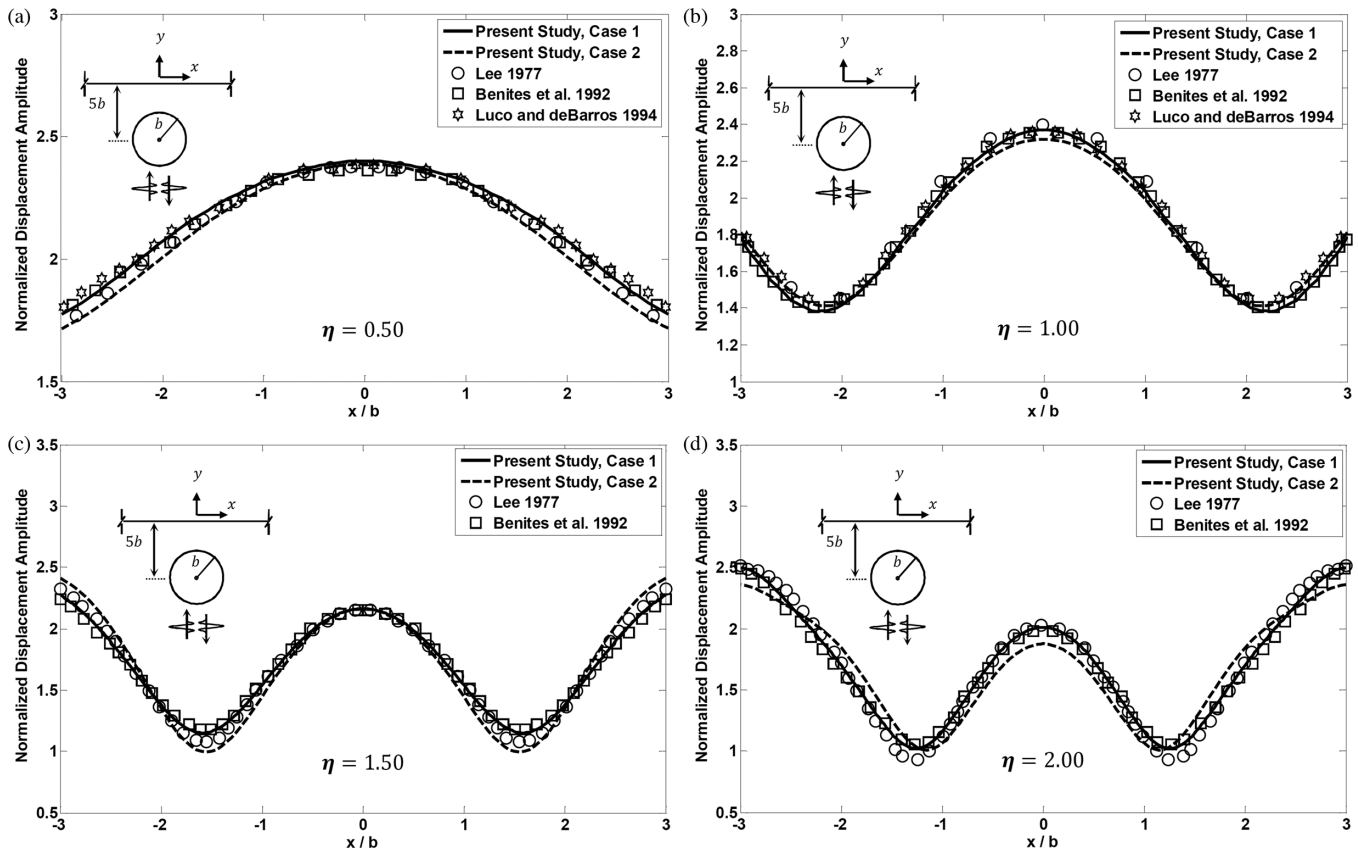 (a)
3
2.5
2
1.5
Normalized Displacement Amplitude
-3 -2 -1 0 1 2 3
x / b
y
x
5b
b
η = 0.50
Present Study, Case 1
Present Study, Case 2
Lee 1977
Benites et al. 1992
Luco and deBarros 1994
(b)
3
2.8
2.6
2.4
2.2
2
1.8
1.6
1.4
1.2
1
Normalized Displacement Amplitude
-3 -2 -1 0 1 2 3
x / b
y
x
5b
b
η = 1.00
Present Study, Case 1
Present Study, Case 2
Lee 1977
Benites et al. 1992
Luco and deBarros 1994
(c)
3.5
3
2.5
2
1.5
1
0.5
Normalized Displacement Amplitude
-3 -2 -1 0 1 2 3
x / b
y
x
5b
b
η = 1.50
Present Study, Case 1
Present Study, Case 2
Lee 1977
Benites et al. 1992
(d)
3.5
3
2.5
2
1.5
1
0.5
Normalized Displacement Amplitude
-3 -2 -1 0 1 2 3
x / b
y
x
5b
b
η = 2.00
Present Study, Case 1
Present Study, Case 2
Lee 1977
Benites et al. 1992